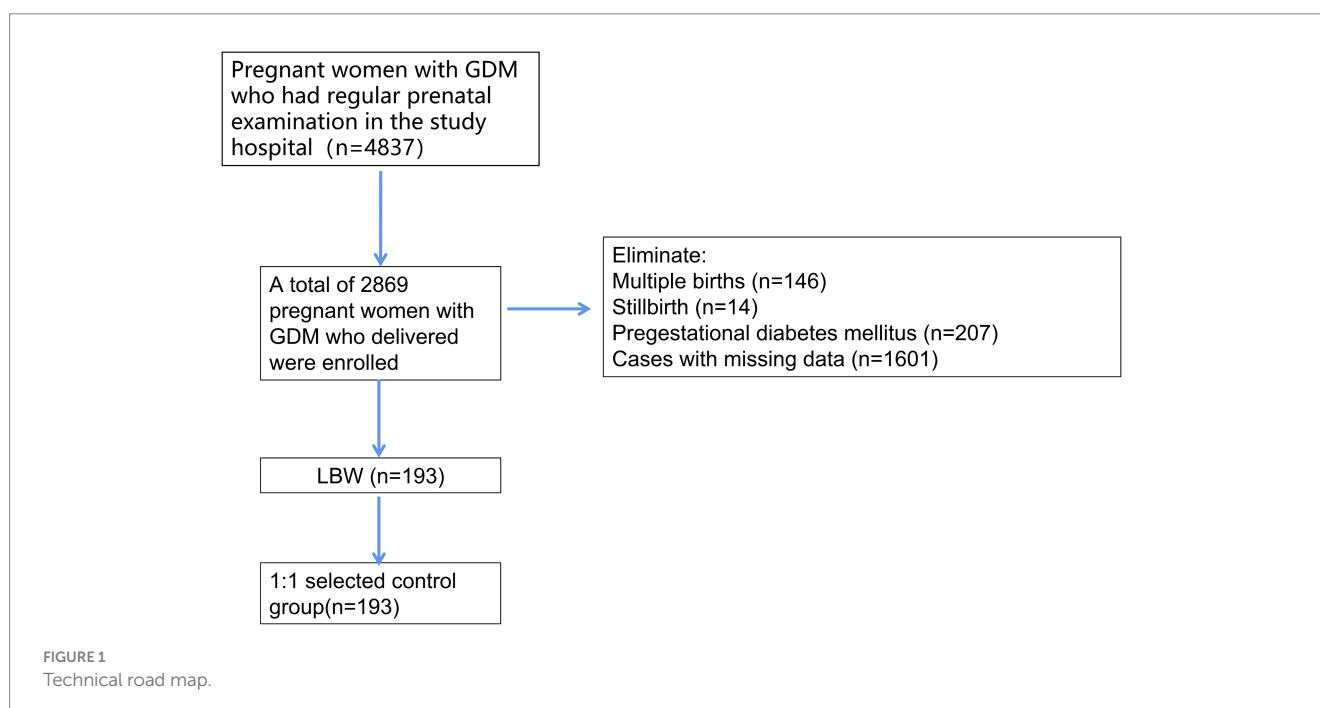 Pregnant women with GDM
who had regular prenatal
examination in the study
hospital (n=4837)
A total of 2869
pregnant women with
GDM who delivered
were enrolled
Eliminate:
Multiple births (n=146)
Stillbirth (n=14)
Pregestational diabetes mellitus (n=207)
Cases with missing data (n=1601)
LBW (n=193)
1:1 selected control
group(n=193)
FIGURE 1
Technical road map.